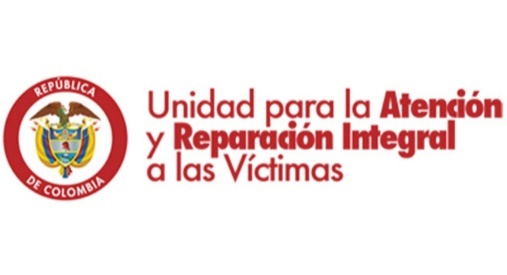 REPÚBLICA
DE COLOMBIA
Unidad para la Atención
y Reparación Integral
a las Víctimas